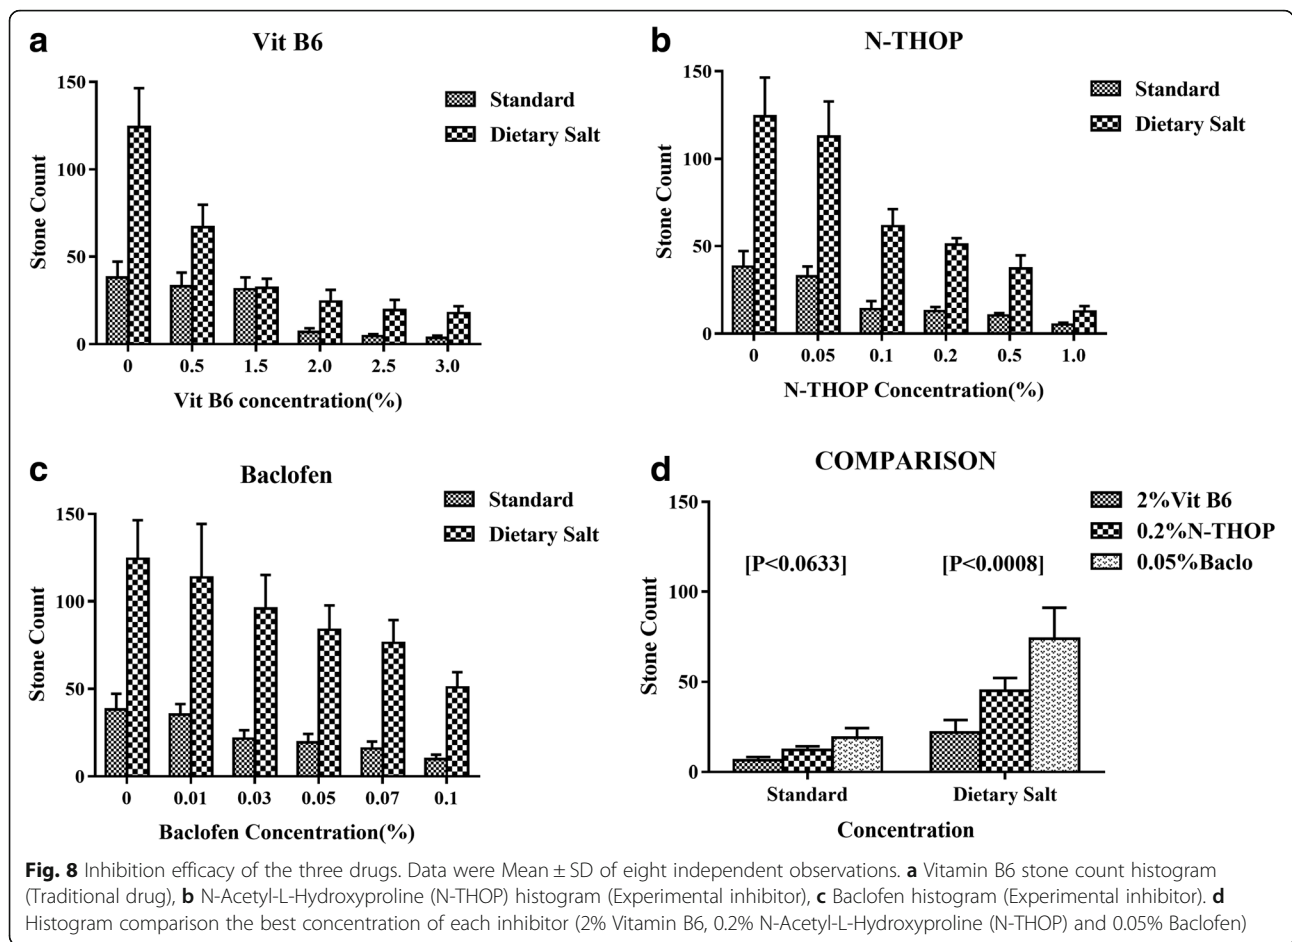 a
Vit B6
150
100
50
0
Stone Count
Standard
Dietary Salt
0 0.5 1.5 2.0 2.5 3.0
Vit B6 concentration(%)
b
N-THOP
150
100
50
0
Stone Count
Standard
Dietary Salt
0 0.05 0.1 0.2 0.5 1.0
N-THOP Concentration(%)
c
Baclofen
150
100
50
0
Stone Count
Standard
Dietary Salt
0 0.01 0.03 0.05 0.07 0.1
Baclofen Concentration(%)
d
COMPARISON
150
100
50
0
Stone Count
2%Vit B6
0.2%N-THOP
0.05%Baclo
[P<0.0633] [P<0.0008]
Standard Dietary Salt
Concentration
Fig. 8 Inhibition efficacy of the three drugs. Data were Mean ± SD of eight independent observations. a Vitamin B6 stone count histogram
(Traditional drug), b N-Acetyl-L-Hydroxyproline (N-THOP) histogram (Experimental inhibitor), c Baclofen histogram (Experimental inhibitor). d
Histogram comparison the best concentration of each inhibitor (2% Vitamin B6, 0.2% N-Acetyl-L-Hydroxyproline (N-THOP) and 0.05% Baclofen)